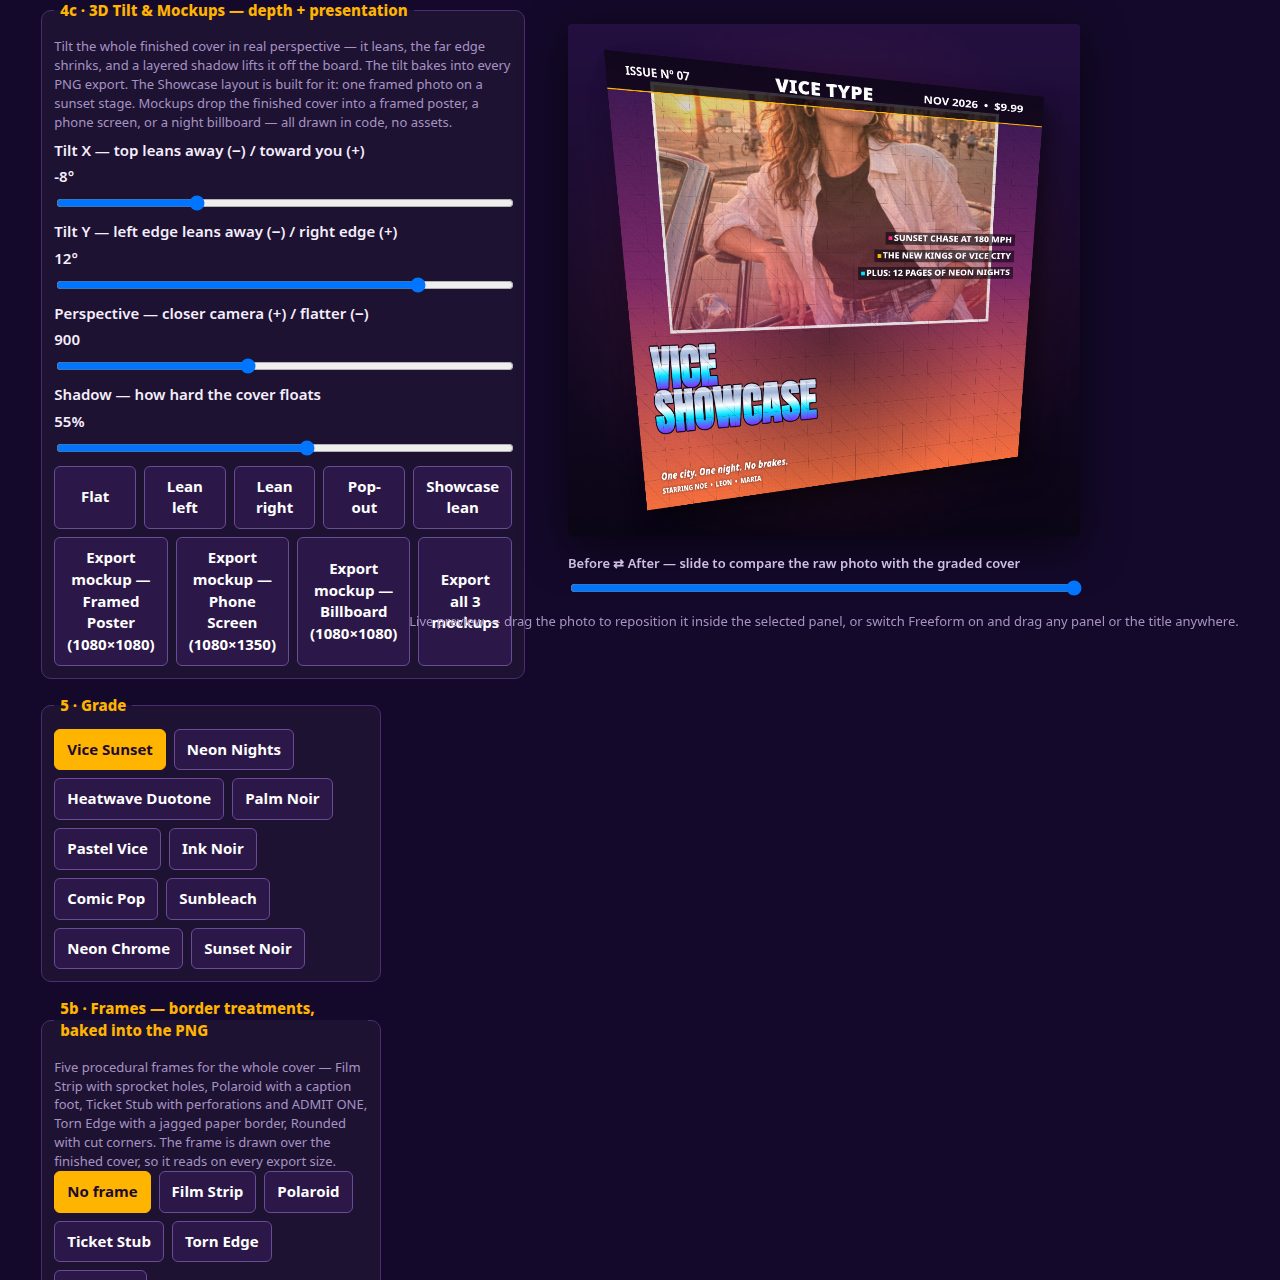 4c · 3D Tilt & Mockups — depth + presentation
Tilt the whole finished cover in real perspective — it leans, the far edge
shrinks, and a layered shadow lifts it off the board. The tilt bakes into every
PNG export. The Showcase layout is built for it: one framed photo on a
sunset stage. Mockups drop the finished cover into a framed poster, a
phone screen, or a night billboard — all drawn in code, no assets.
Tilt X — top leans away (−) / toward you (+)
-8°
Tilt Y — left edge leans away (−) / right edge (+)
12°
Perspective — closer camera (+) / flatter (−)
900
Shadow — how hard the cover floats
55%
Flat
Lean
left
Lean
right
Pop-
out
Showcase
lean
Export
mockup —
Framed
Poster
(1080×1080)
Export
mockup —
Phone
Screen
(1080×1350)
Export
mockup —
Billboard
(1080×1080)
Export
all 3
mockups
ISSUE Nº 07
VICE TYPE
NOV 2026 • $9.99
SUNSET CHASE AT 180 MPH
THE NEW KINGS OF VICE CITY
PLUS: 12 PAGES OF NEON NIGHTS
VICE
SHOWCASE
One city. One night. No brakes.
STARRING NOE • LEON • MARIA
Before ⇄ After — slide to compare the raw photo with the graded cover
Live preview — drag the photo to reposition it inside the selected panel, or switch Freeform on and drag any panel or the title anywhere.
5 · Grade
Vice Sunset
Neon Nights
Heatwave Duotone
Palm Noir
Pastel Vice
Ink Noir
Comic Pop
Sunbleach
Neon Chrome
Sunset Noir
5b · Frames — border treatments,
baked into the PNG
Five procedural frames for the whole cover — Film
Strip with sprocket holes, Polaroid with a caption
foot, Ticket Stub with perforations and ADMIT ONE,
Torn Edge with a jagged paper border, Rounded
with cut corners. The frame is drawn over the
finished cover, so it reads on every export size.
No frame
Film Strip
Polaroid
Ticket Stub
Torn Edge